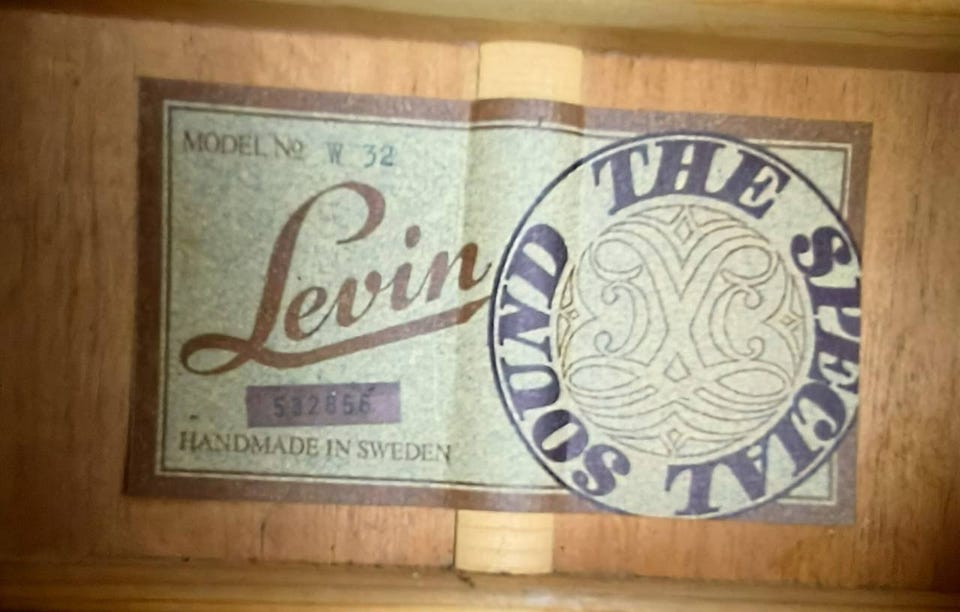 MODEL Nº W 32
Levin
532856
HANDMADE IN SWEDEN
THE SPECIAL SOUND